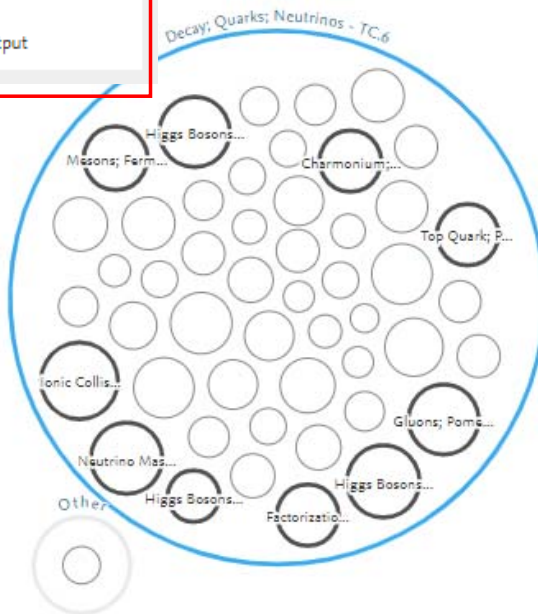 tput
Decay; Quarks; Neutrinos - TC.6
Higgs Bosons...
Mesons; Ferm...
Charmonium;...
Top Quark; P...
ionic Collis...
Gluons; Pome...
Neutrino Mas...
Higgs Bosons...
Higgs Bosons...
Factorizatio...
Other